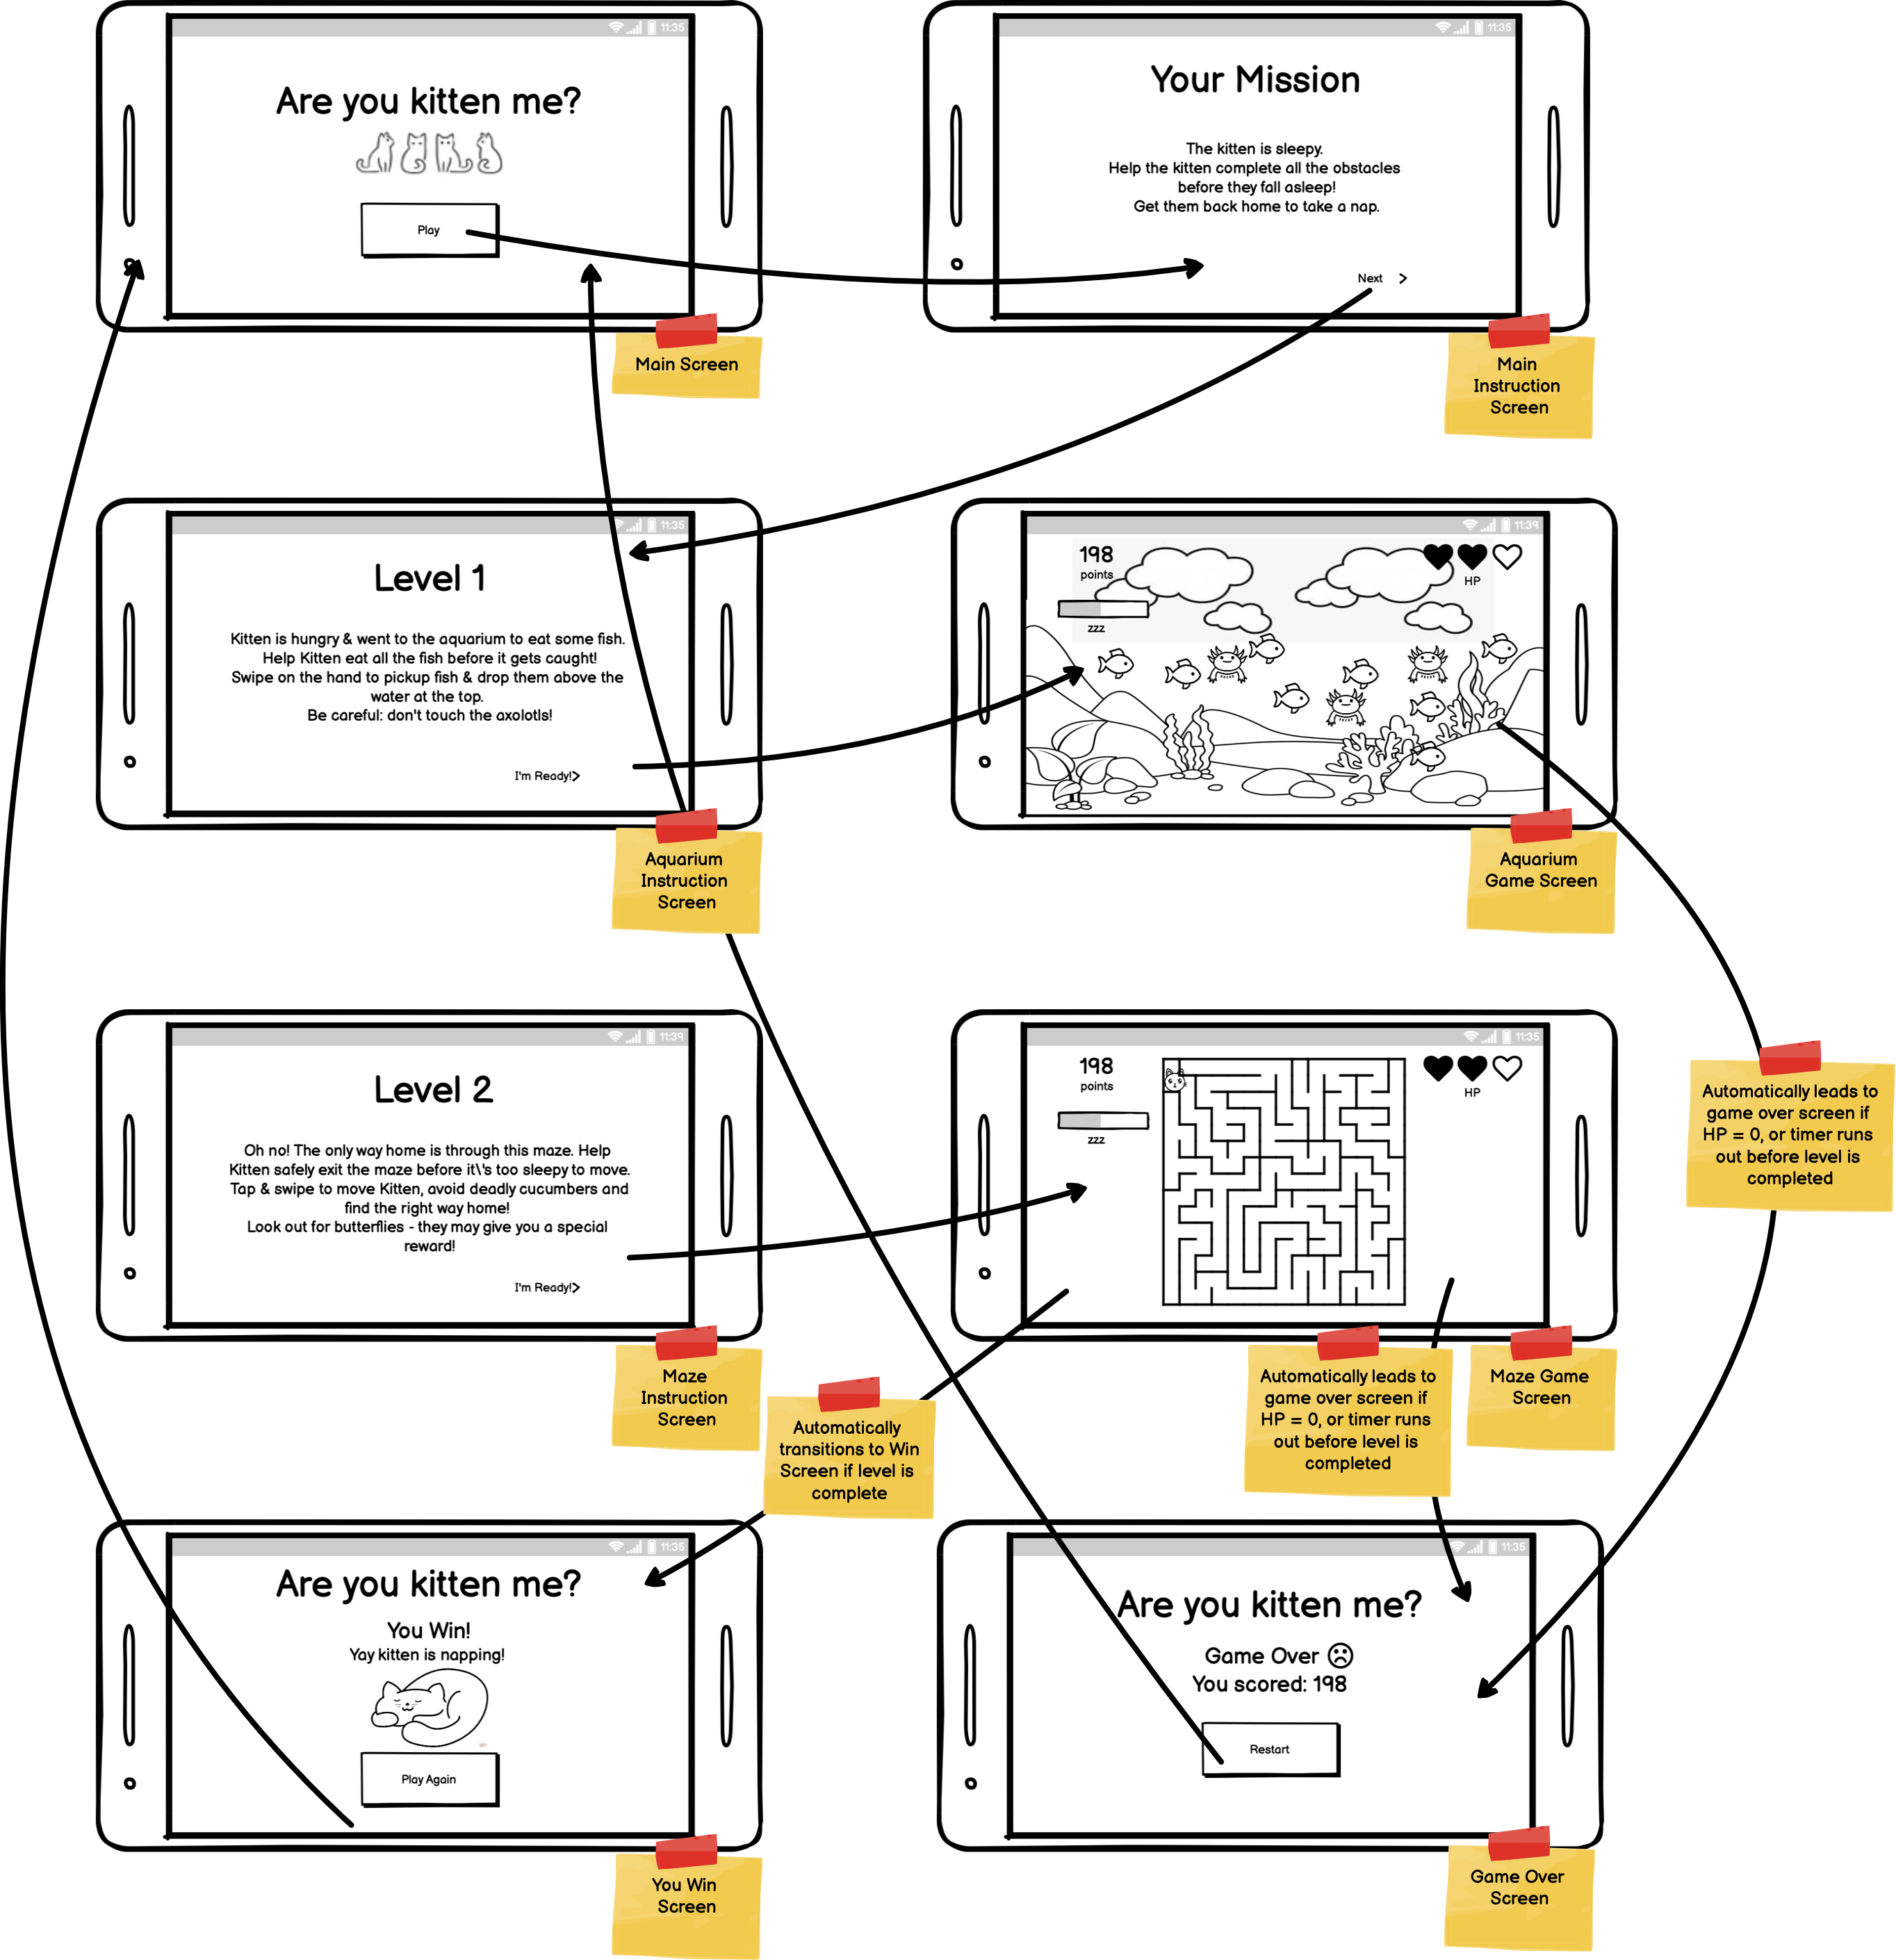 11:35
Are you kitten me?
Play
Main Screen
11:35
Your Mission
The kitten is sleepy.
Help the kitten complete all the obstacles
before they fall asleep!
Get them back home to take a nap.
Next >
Main
Instruction
Screen
11:35
Level 1
Kitten is hungry & went to the aquarium to eat some fish.
Help Kitten eat all the fish before it gets caught!
Swipe on the hand to pickup fish & drop them above the
water at the top.
Be careful: don't touch the axolotls!
I'm Ready!>
Aquarium
Instruction
Screen
11:39
198
points
zzz
HP
Aquarium
Game Screen
11:39
Level 2
Oh no! The only way home is through this maze. Help
Kitten safely exit the maze before it\'s too sleepy to move.
Tap & swipe to move Kitten, avoid deadly cucumbers and
find the right way home!
Look out for butterflies - they may give you a special
reward!
I'm Ready!>
Maze
Instruction
Screen
11:35
198
points
zzz
HP
Maze Game
Screen
Automatically leads to
game over screen if
HP = 0, or timer runs
out before level is
completed
Automatically leads to
game over screen if
HP = 0, or timer runs
out before level is
completed
Automatically
transitions to Win
Screen if level is
complete
11:35
Are you kitten me?
You Win!
Yay kitten is napping!
Play Again
You Win
Screen
11:35
Are you kitten me?
Game Over
You scored: 198
Restart
Game Over
Screen